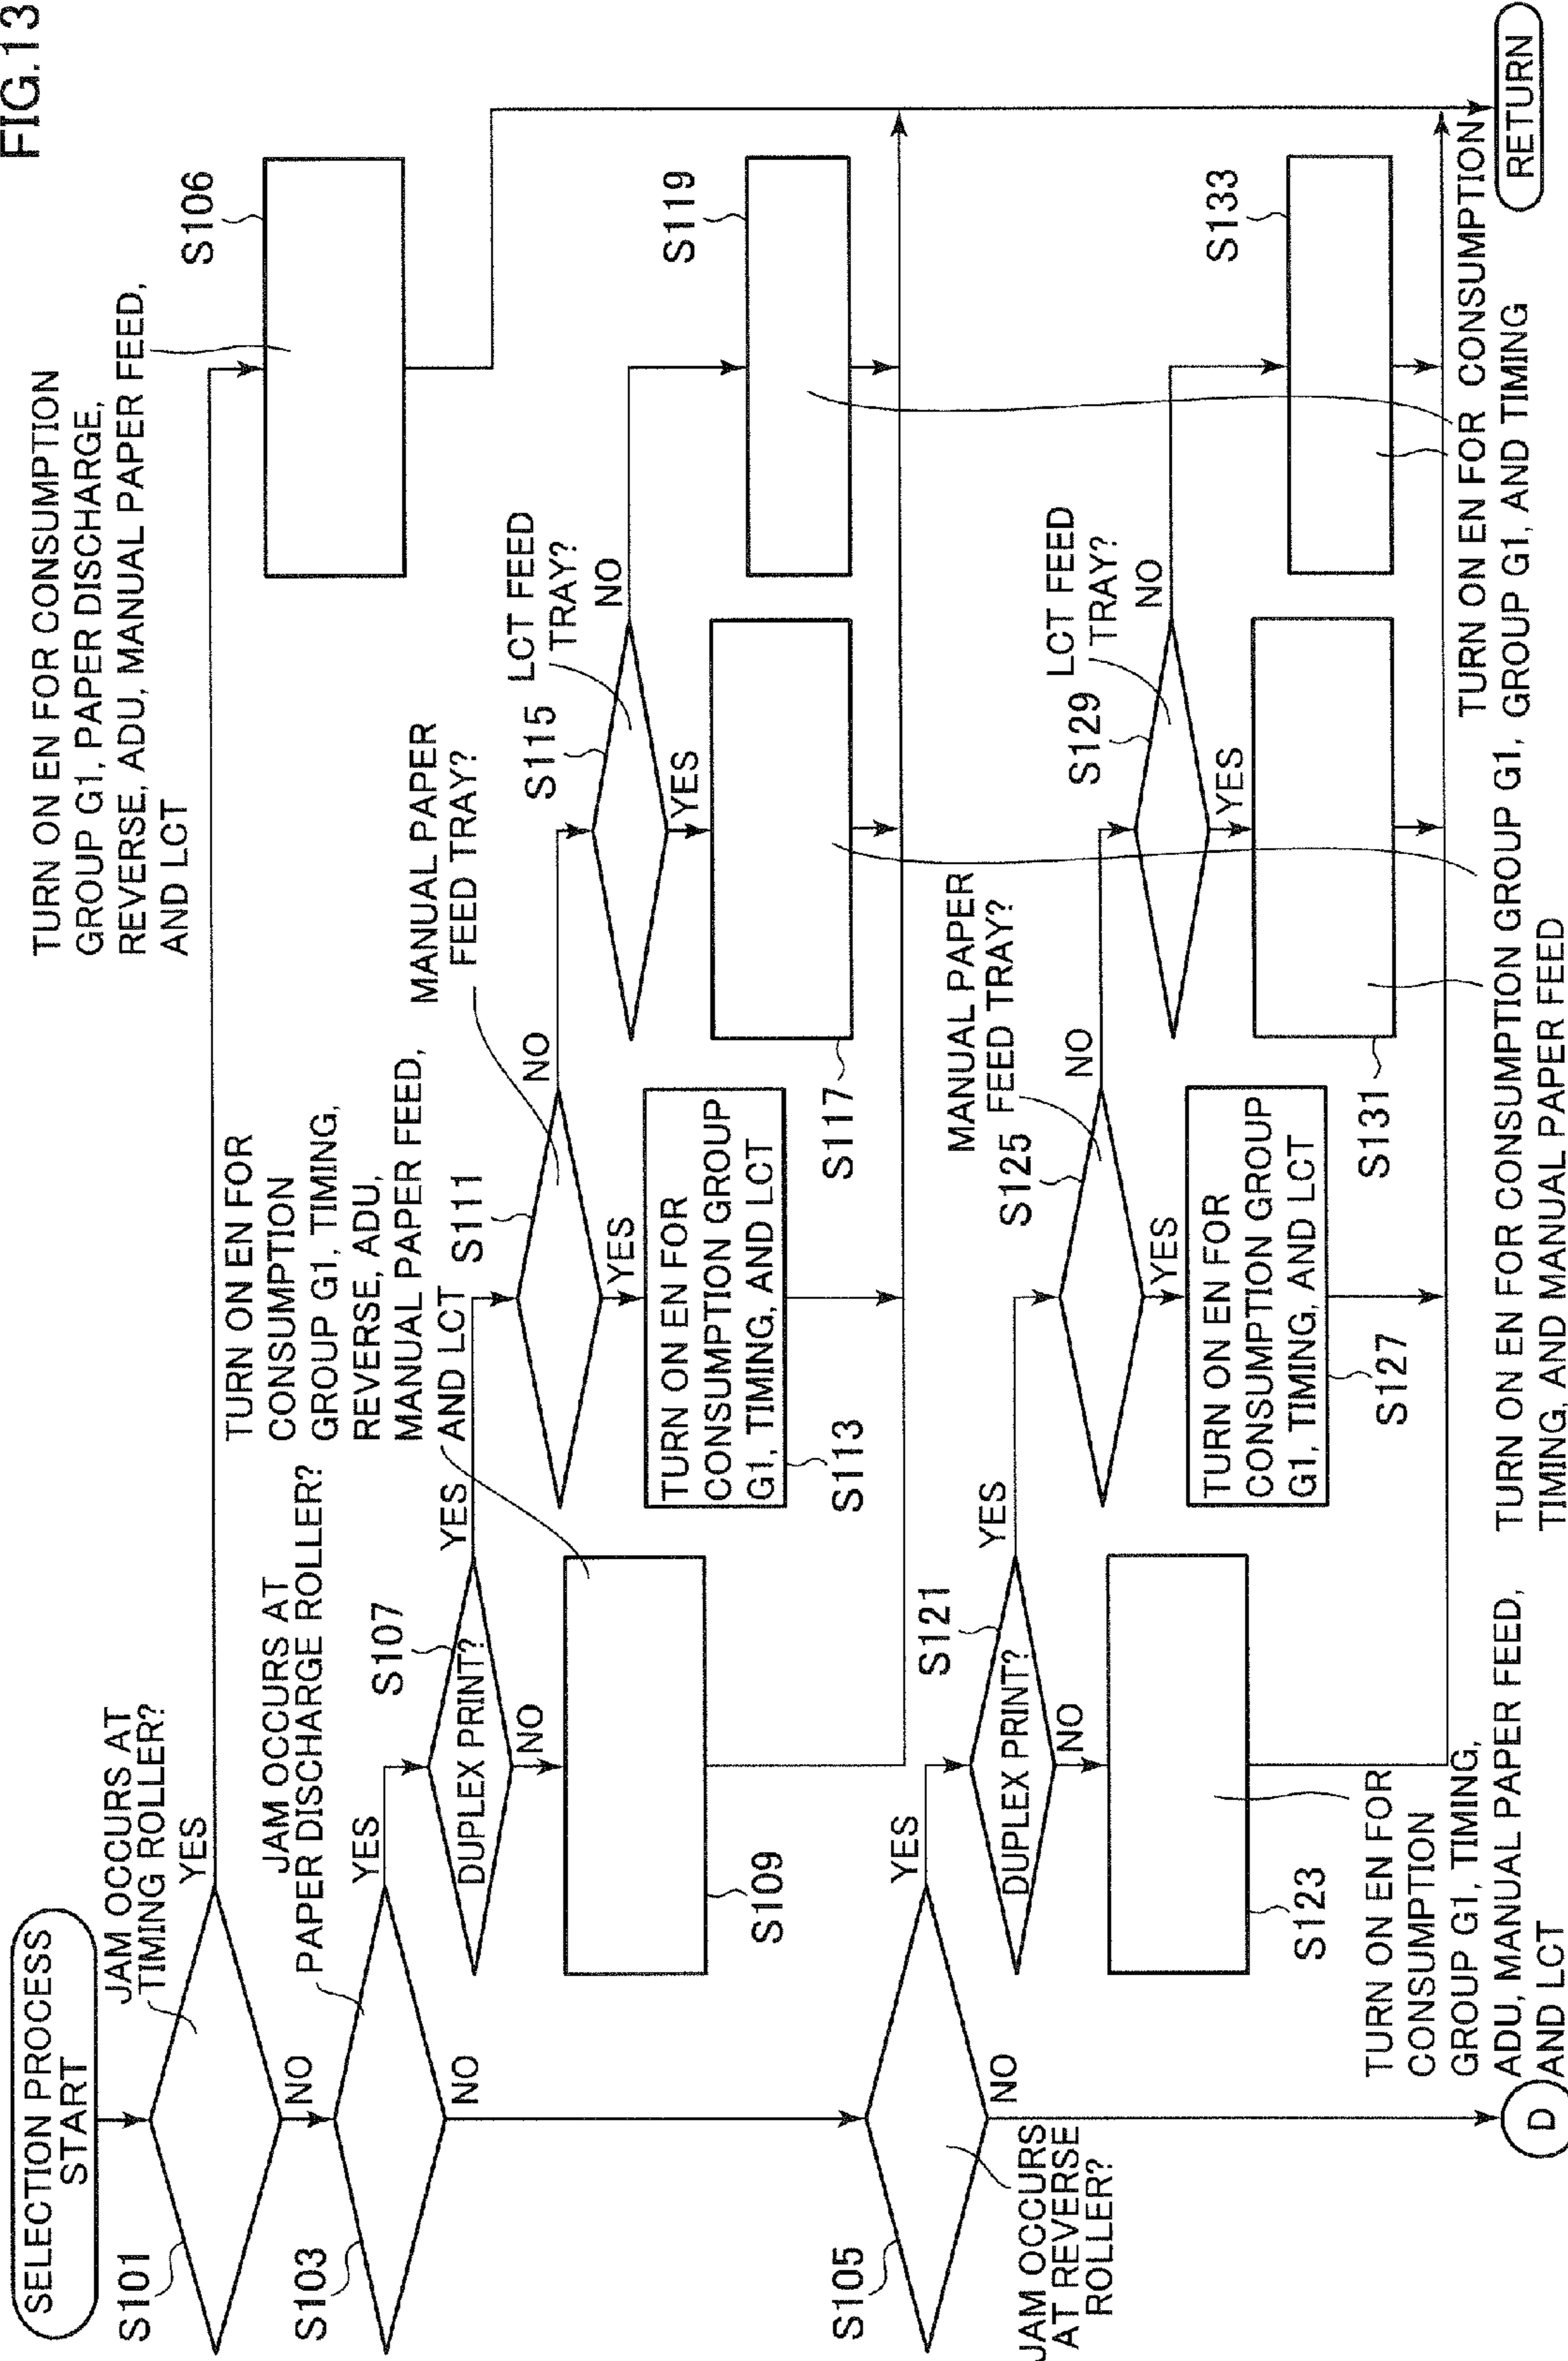 FIG.13
SELECTION PROCESS
START
S101
JAM OCCURS AT
TIMING ROLLER?
YES
NO
TURN ON EN FOR CONSUMPTION
GROUP G1, PAPER DISCHARGE,
REVERSE, ADU, MANUAL PAPER FEED,
AND LCT
S106
S103
JAM OCCURS AT
PAPER DISCHARGE ROLLER?
YES
NO
S107
DUPLEX PRINT?
YES
NO
TURN ON EN FOR
CONSUMPTION
GROUP G1, TIMING,
REVERSE, ADU,
MANUAL PAPER FEED,
AND LCT
S109
S111
MANUAL PAPER
FEED TRAY?
NO
YES
TURN ON EN FOR
CONSUMPTION GROUP
G1, TIMING, AND LCT
S113
S115
LCT FEED
TRAY?
NO
YES
S117
S119
S105
JAM OCCURS
AT REVERSE
ROLLER?
YES
NO
S121
DUPLEX PRINT?
YES
NO
S123
TURN ON EN FOR
CONSUMPTION
GROUP G1, TIMING,
ADU, MANUAL PAPER FEED,
AND LCT
S125
MANUAL PAPER
FEED TRAY?
NO
YES
TURN ON EN FOR
CONSUMPTION GROUP
G1, TIMING, AND LCT
S127
S129
LCT FEED
TRAY?
NO
YES
S131
S133
TURN ON EN FOR CONSUMPTION GROUP G1,
TIMING, AND MANUAL PAPER FEED
TURN ON EN FOR CONSUMPTION
GROUP G1, AND TIMING
D
RETURN